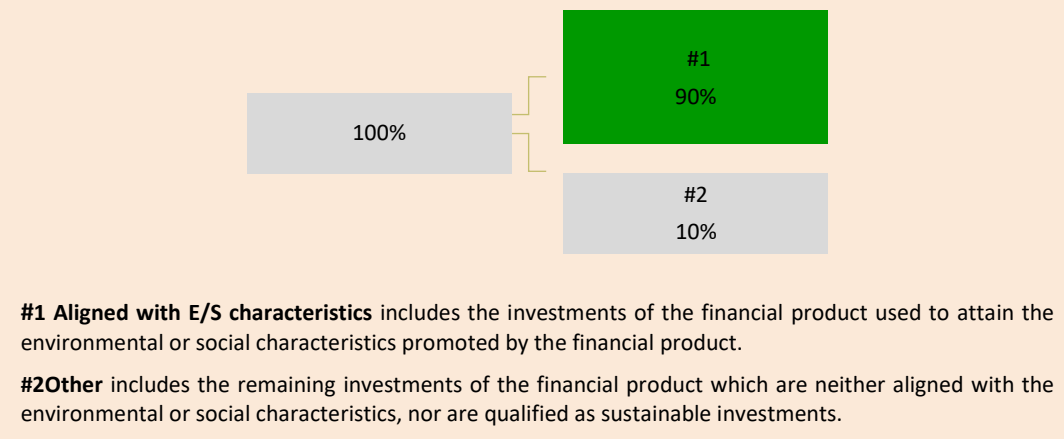 #1
90%
100%
#2
10%
#1 Aligned with E/S characteristics includes the investments of the financial product used to attain the
environmental or social characteristics promoted by the financial product.
#2Other includes the remaining investments of the financial product which are neither aligned with the
environmental or social characteristics, nor are qualified as sustainable investments.